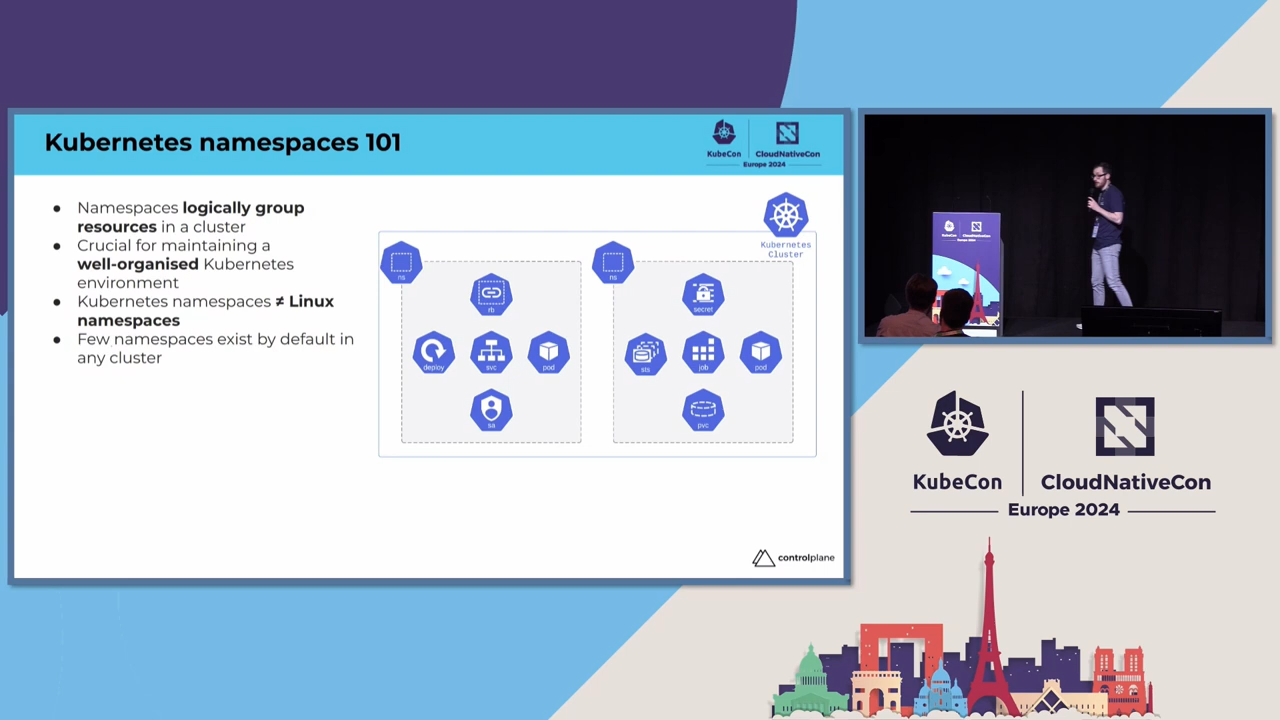 Kubernetes namespaces 101
KubeCon
CloudNativeCon
Europe 2024
● Namespaces logically group
resources in a cluster
● Crucial for maintaining a
well-organised Kubernetes
environment
● Kubernetes namespaces ≠ Linux
namespaces
● Few namespaces exist by default in
any cluster
Kubernetes
Cluster
ns
ns
rb
secret
deploy
svc
pod
sts
job
pod
sa
pvc
controlplane
KubeCon
CloudNativeCon
Europe 2024